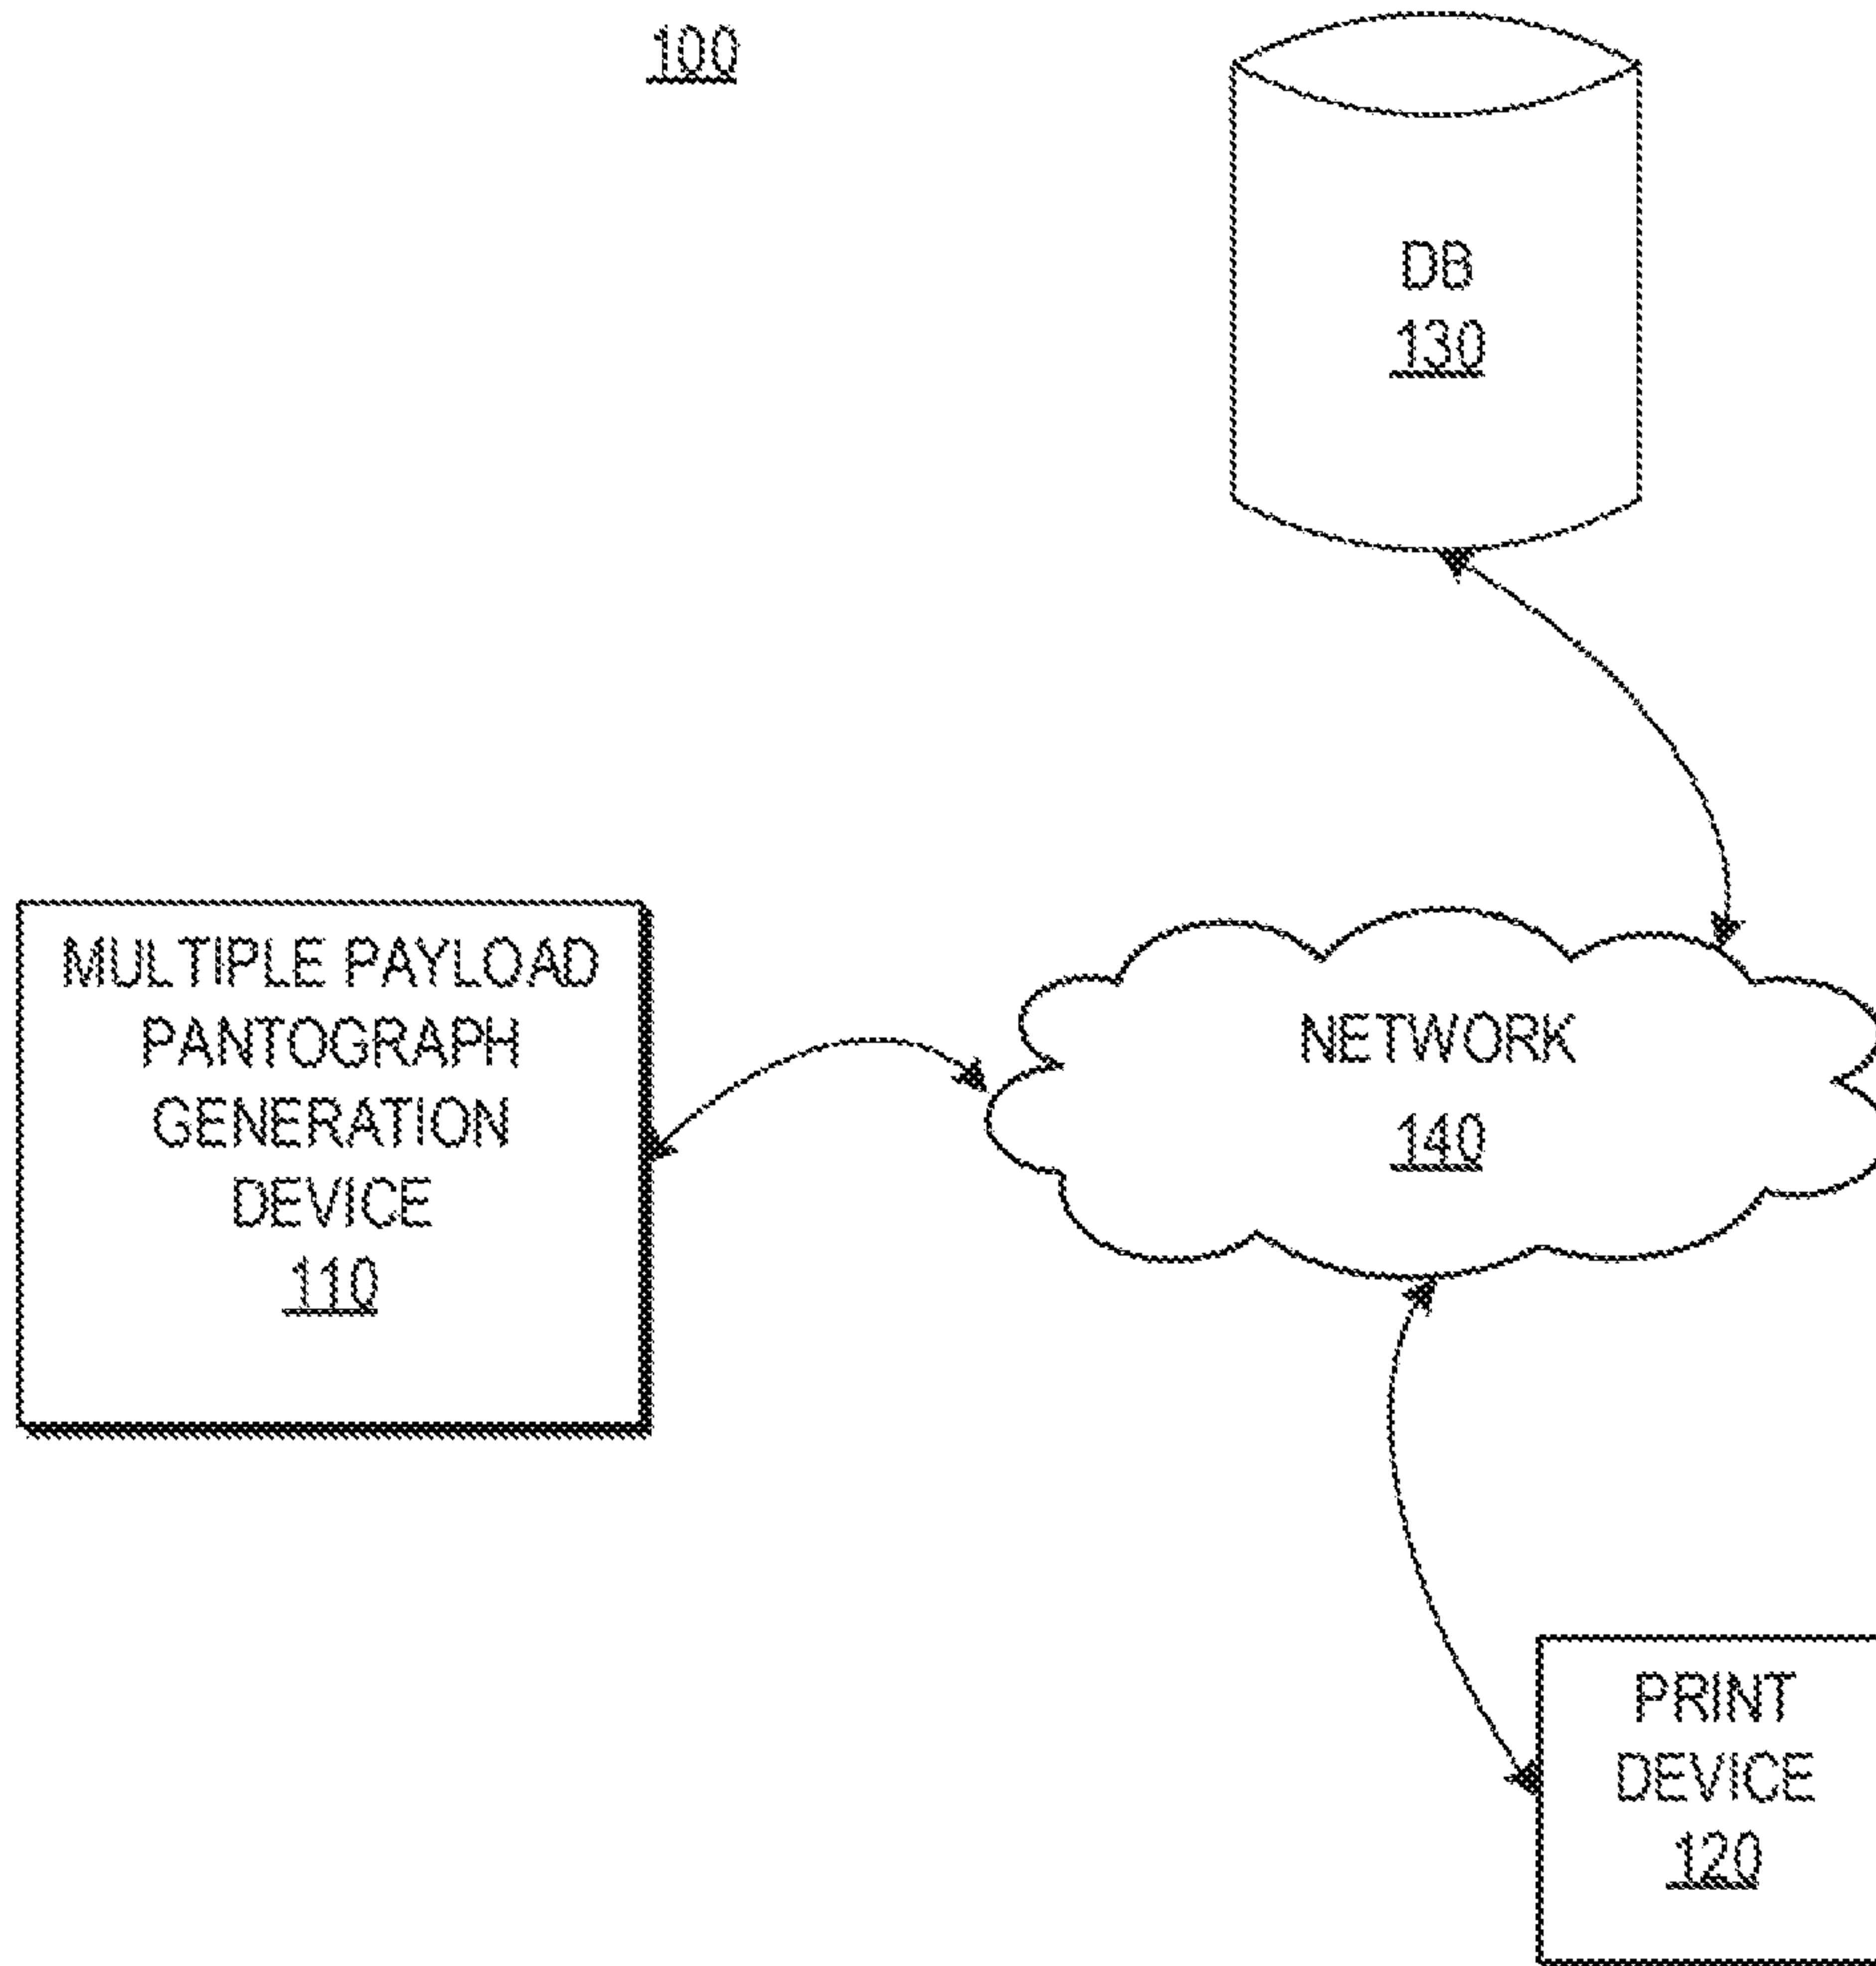 100
DB
130
MULTIPLE PAYLOAD
PANTOGRAPH
GENERATION
DEVICE
110
NETWORK
140
PRINT
DEVICE
120